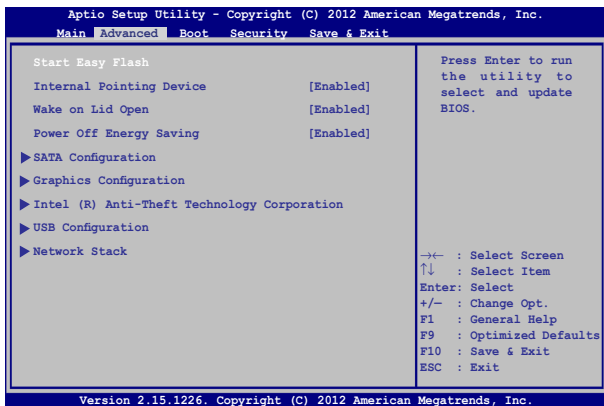 Aptio Setup Utility - Copyright (C) 2012 American Megatrends, Inc.
Main Advanced Boot Security Save & Exit
Start Easy Flash
Internal Pointing Device [Enabled]
Wake on Lid Open [Enabled]
Power Off Energy Saving [Enabled]
SATA Configuration
Graphics Configuration
Intel (R) Anti-Theft Technology Corporation
USB Configuration
Network Stack
Press Enter to run
the utility to
select and update
BIOS.
→← : Select Screen
↑↓ : Select Item
Enter: Select
+/— : Change Opt.
F1 : General Help
F9 : Optimized Defaults
F10 : Save & Exit
ESC : Exit
Version 2.15.1226. Copyright (C) 2012 American Megatrends, Inc.